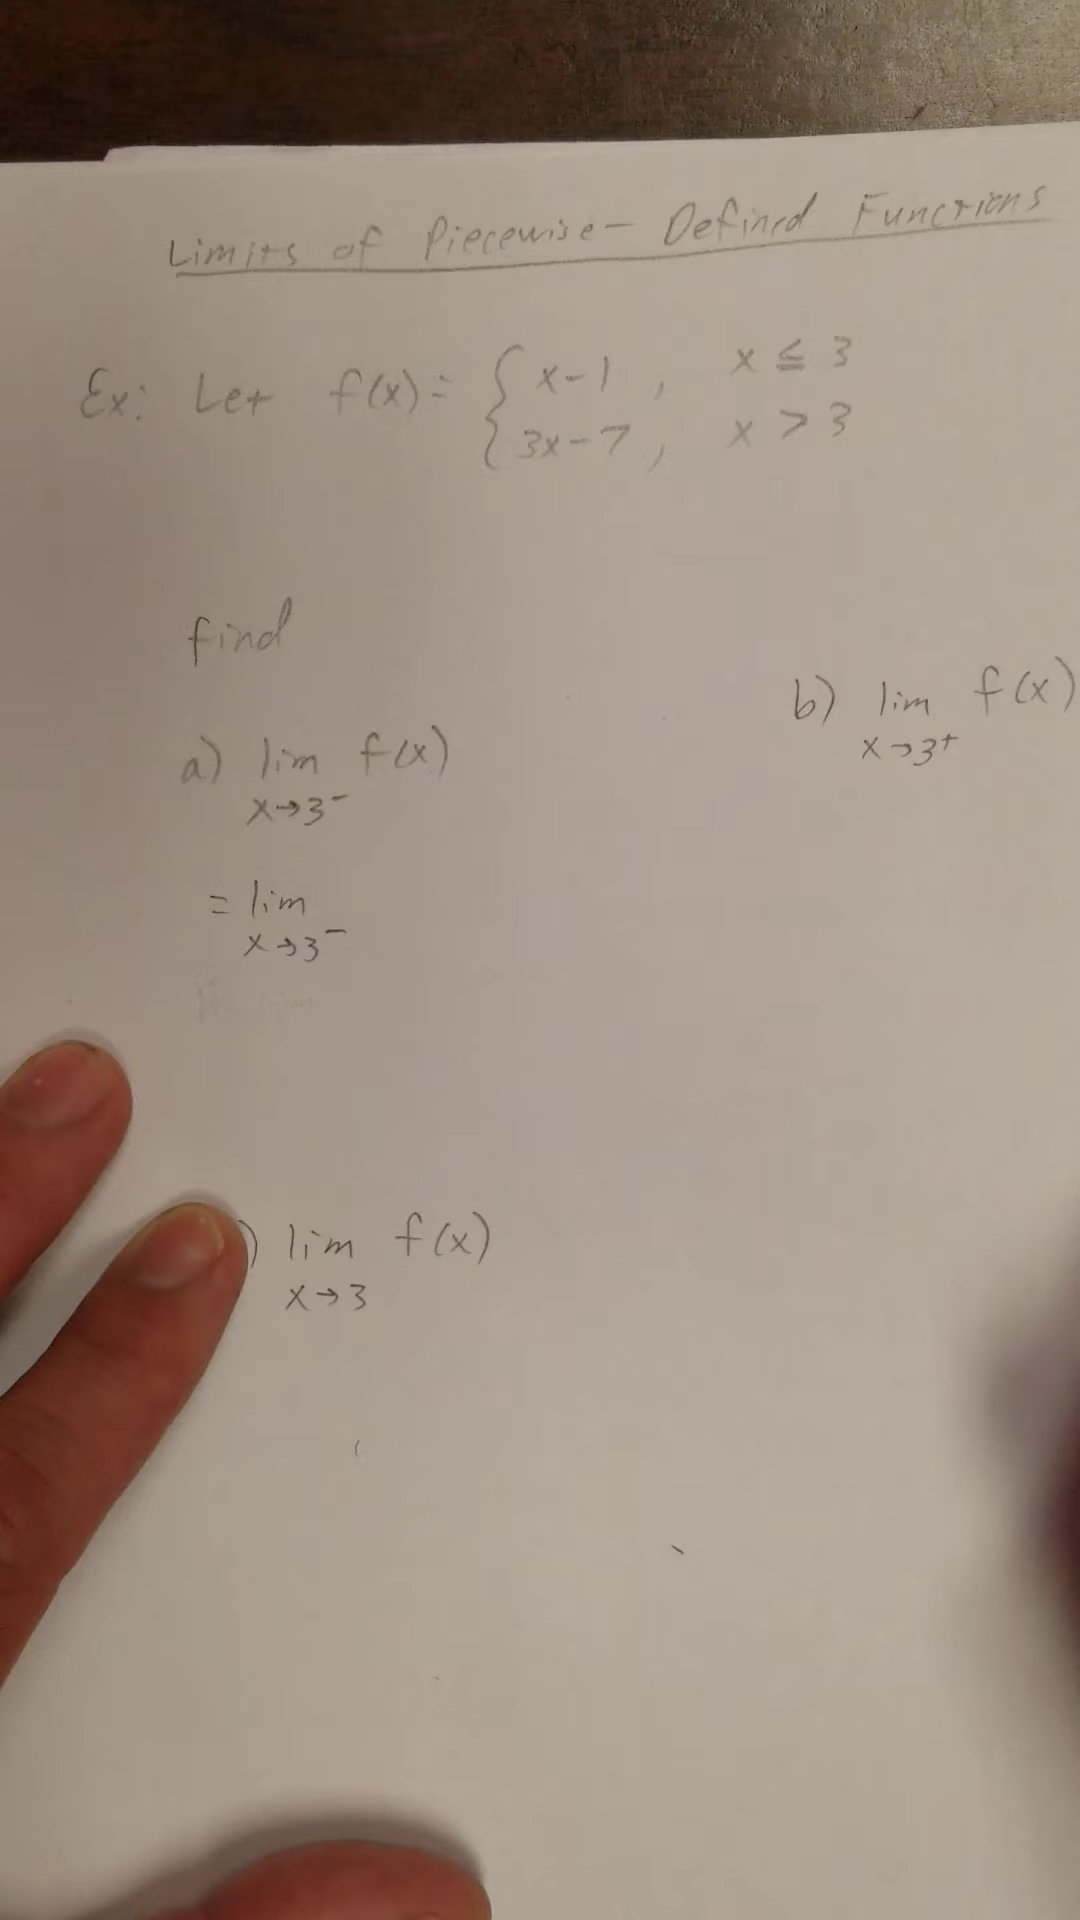 Limits of Piecewise-Defined Functions
Ex: Let f(x) = { x-1 , x ≤ 3
3x-7 , x > 3
find
a) lim f(x)
x→3⁻
b) lim f(x)
x→3⁺
= lim
x→3⁻
) lim f(x)
x→3